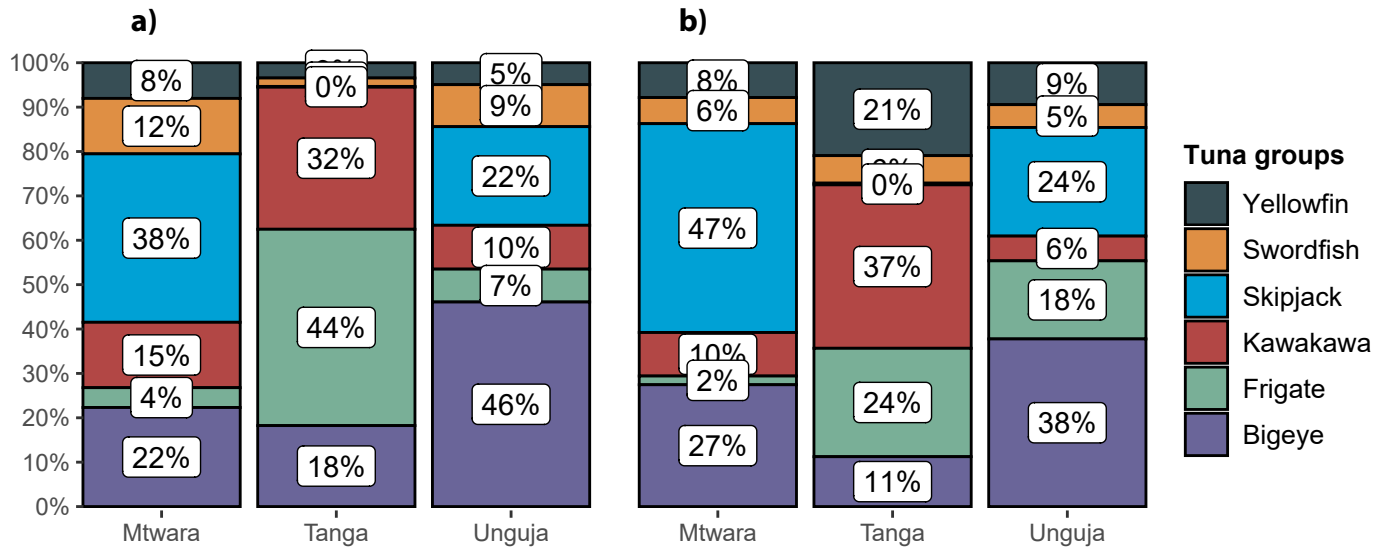 a)
b)
100%
90%
80%
70%
60%
50%
40%
30%
20%
10%
0%
8%
12%
38%
15%
4%
22%
0%
32%
44%
18%
5%
9%
22%
10%
7%
46%
8%
6%
47%
10%
2%
27%
21%
0%
37%
24%
11%
9%
5%
24%
6%
18%
38%
Mtwara
Tanga
Unguja
Mtwara
Tanga
Unguja
Tuna groups
Yellowfin
Swordfish
Skipjack
Kawakawa
Frigate
Bigeye